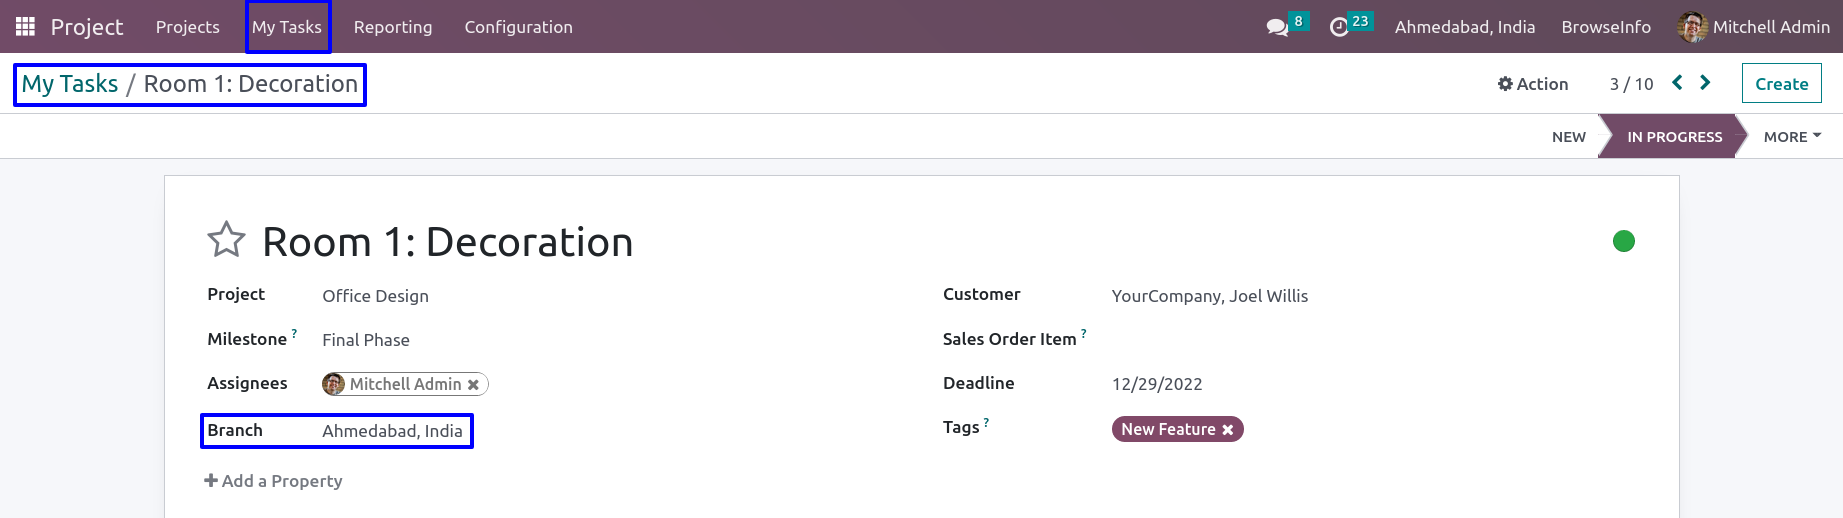 Project Projects My Tasks Reporting Configuration 8 23 Ahmedabad, India BrowseInfo Mitchell Admin
My Tasks / Room 1: Decoration Action 3 / 10 Create
NEW IN PROGRESS MORE
Room 1: Decoration
Project Office Design Customer YourCompany, Joel Willis
Milestone ? Final Phase Sales Order Item ?
Assignees Mitchell Admin Deadline 12/29/2022
Branch Ahmedabad, India Tags ? New Feature
Add a Property